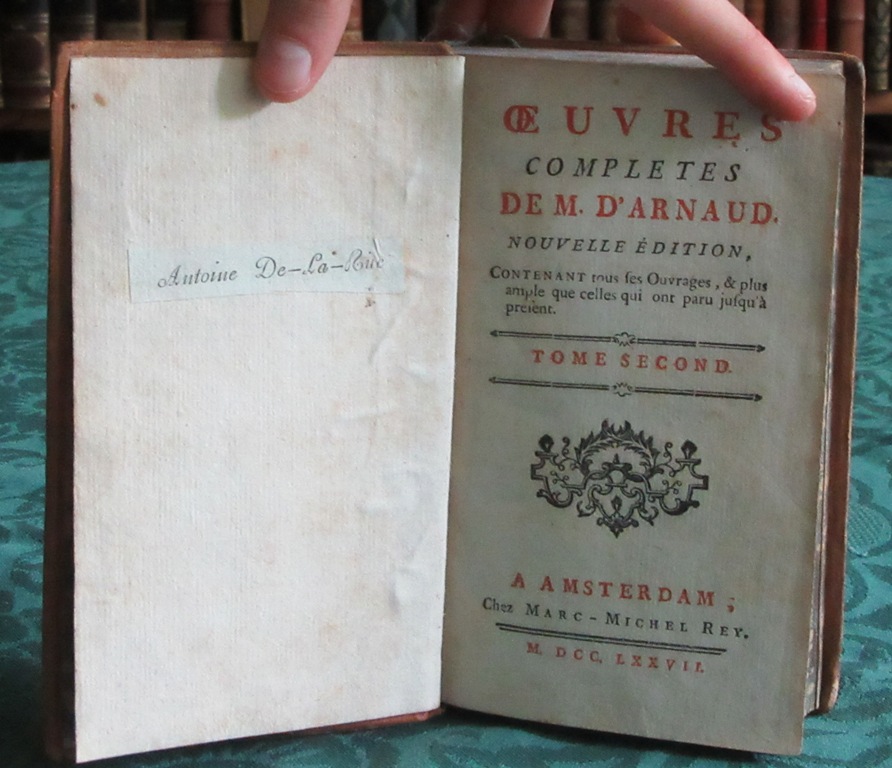 Antoine De-La-Rue
ŒUVRES
COMPLETES
DE M. D'ARNAUD.
NOUVELLE ÉDITION,
CONTENANT tous ses Ouvrages, & plus
ample que celles qui ont paru jusqu'à
présent.
TOME SECOND.
A AMSTERDAM,
Chez MARC-MICHEL REY.
M. DCC. LXXVII.